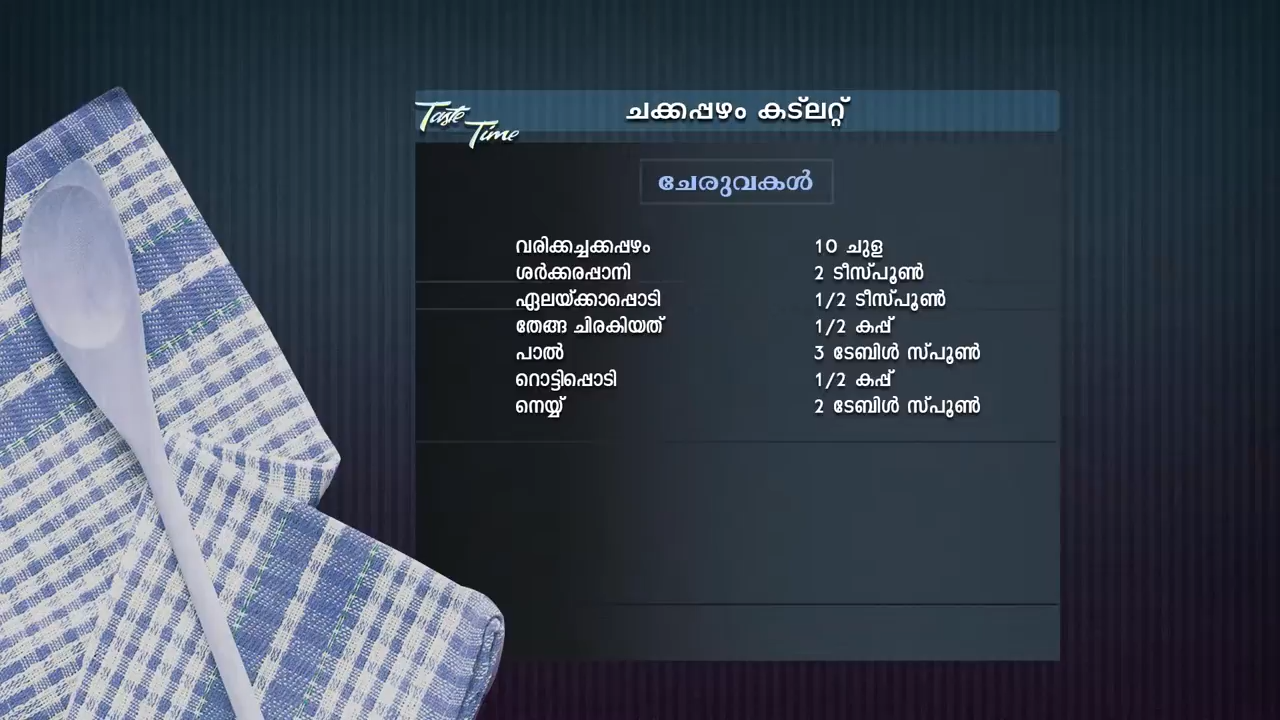 Taste
Time
ചക്കപ്പഴം കട്‌ലറ്റ്
ചേരുവകൾ
വരിക്കച്ചക്കപ്പഴം 10 ചുള
ശർക്കരപ്പാനി 2 ടീസ്പൂൺ
ഏലയ്ക്കാപ്പൊടി 1/2 ടീസ്പൂൺ
തേങ്ങ ചിരകിയത് 1/2 കപ്പ്
പാൽ 3 ടേബിൾ സ്പൂൺ
റൊട്ടിപ്പൊടി 1/2 കപ്പ്
നെയ്യ് 2 ടേബിൾ സ്പൂൺ